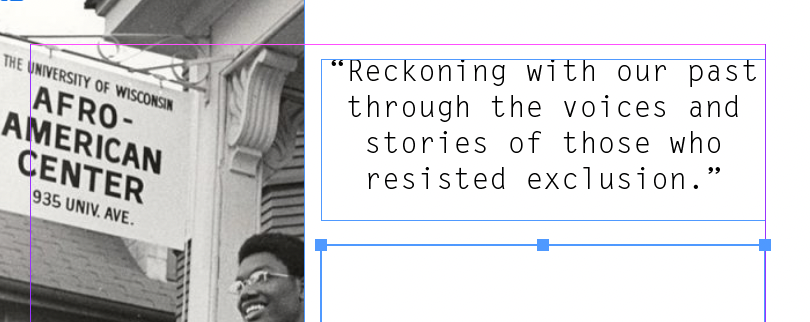 THE UNIVERSITY OF WISCONSIN
AFRO-
AMERICAN
CENTER
935 UNIV. AVE.
“Reckoning with our past
through the voices and
stories of those who
resisted exclusion.”